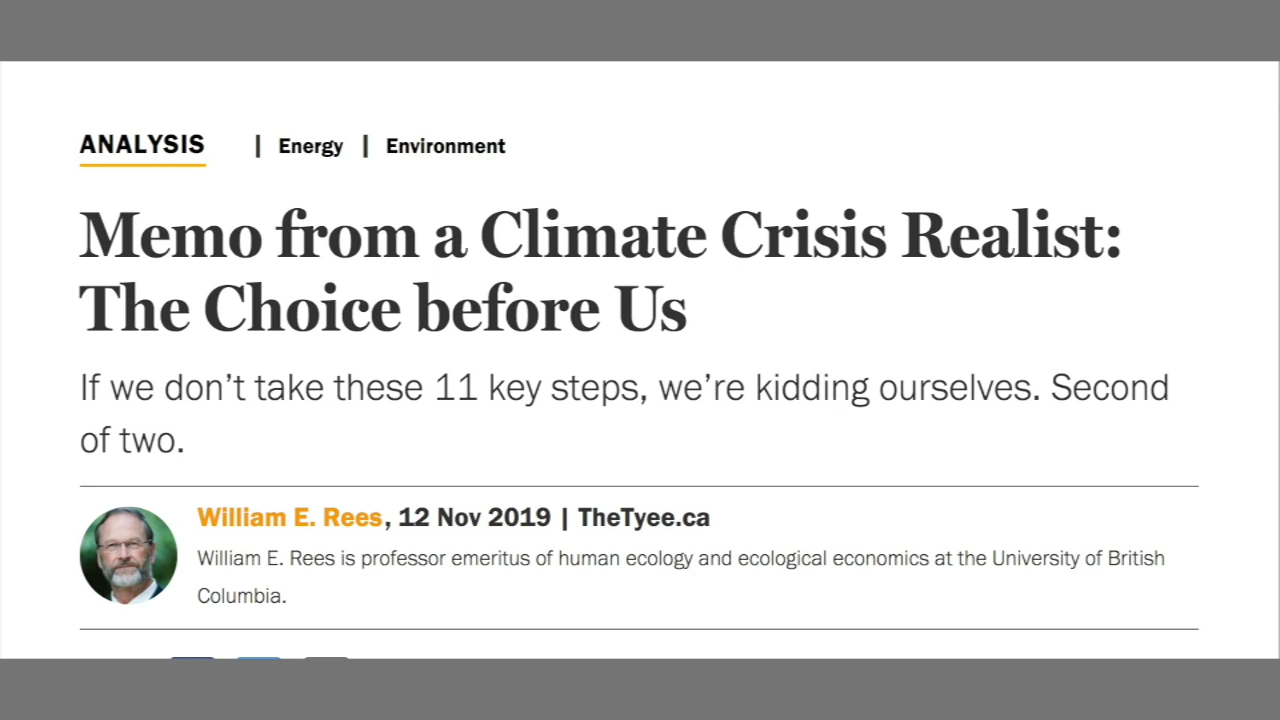 ANALYSIS | Energy | Environment
Memo from a Climate Crisis Realist:
The Choice before Us
If we don’t take these 11 key steps, we’re kidding ourselves. Second
of two.
William E. Rees, 12 Nov 2019 | TheTyee.ca
William E. Rees is professor emeritus of human ecology and ecological economics at the University of British
Columbia.